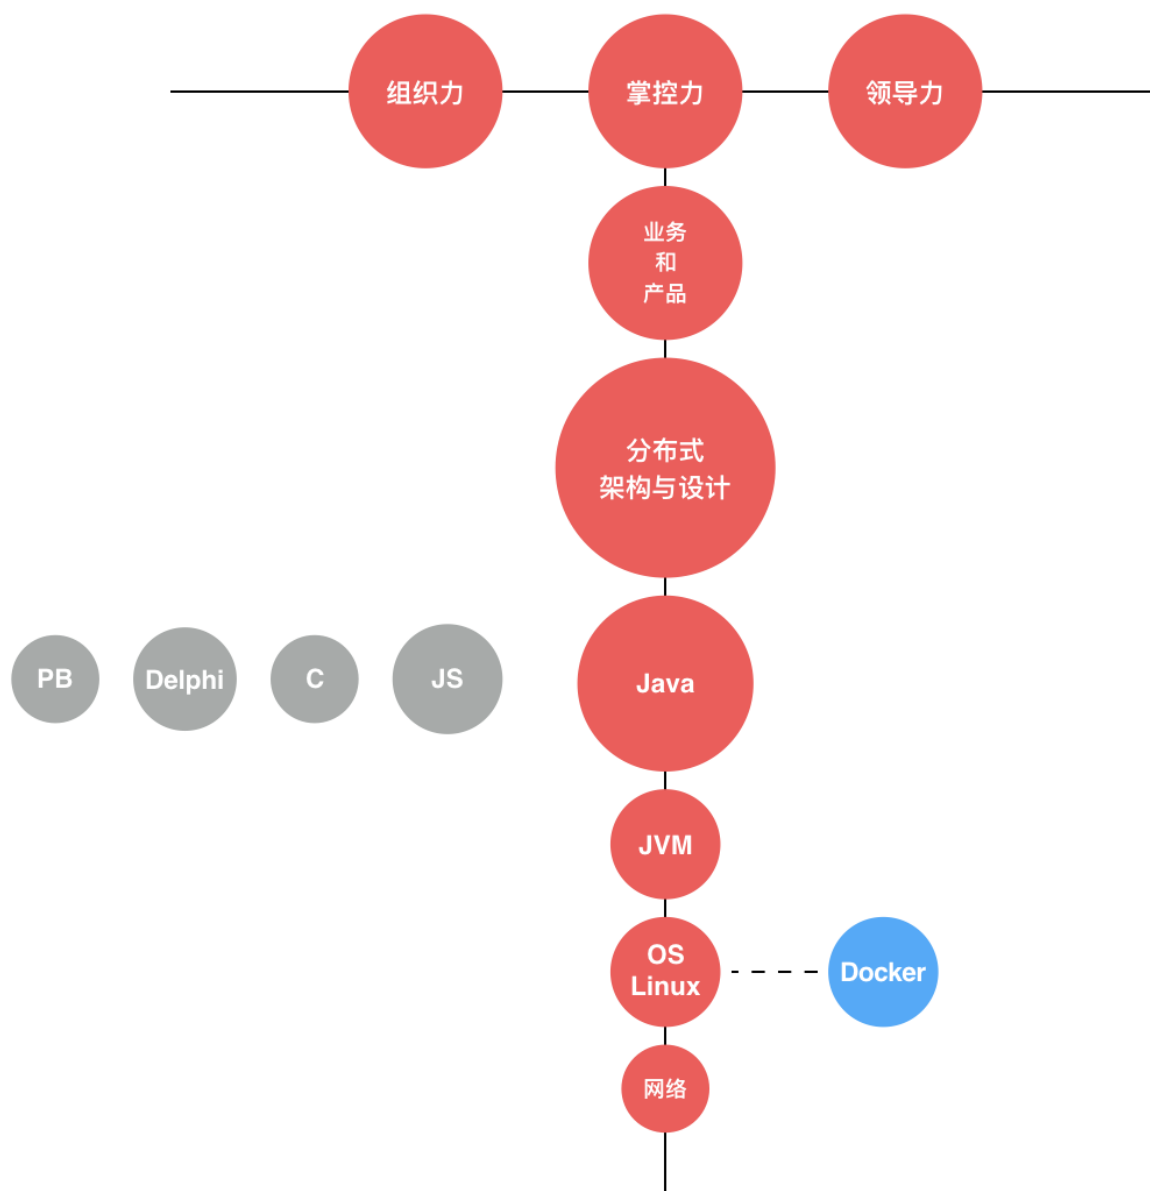 组织力
掌控力
领导力
业务
和
产品
分布式
架构与设计
PB
Delphi
C
JS
Java
JVM
OS
Linux
Docker
网络